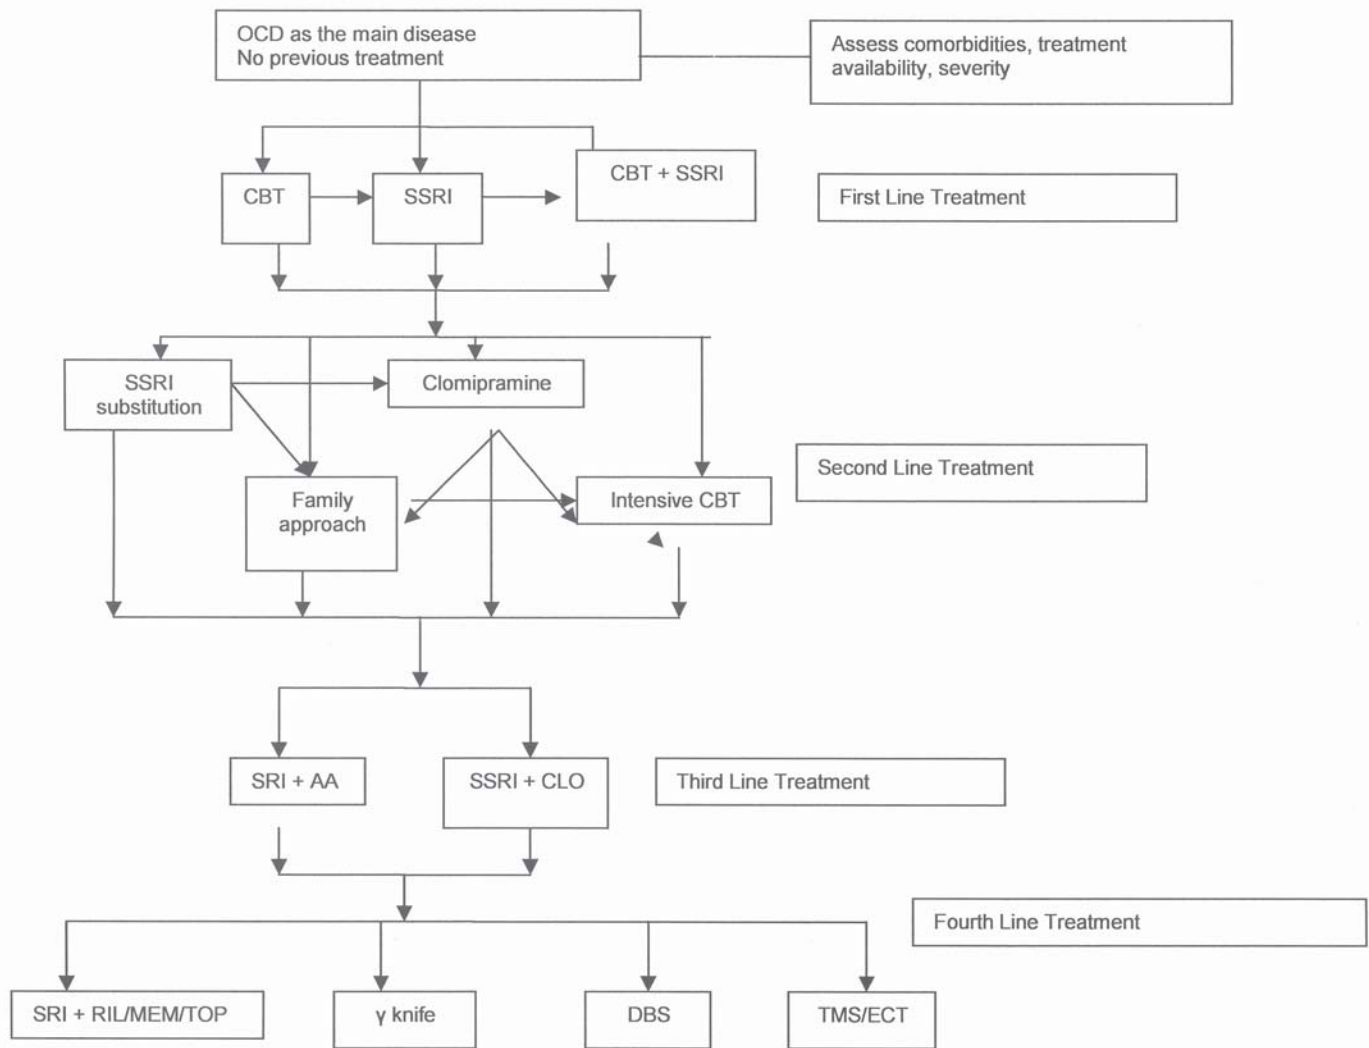 OCD as the main disease
No previous treatment
Assess comorbidities, treatment
availability, severity
CBT
SSRI
CBT + SSRI
First Line Treatment
SSRI
substitution
Clomipramine
Second Line Treatment
Family
approach
Intensive CBT
SRI + AA
SSRI + CLO
Third Line Treatment
Fourth Line Treatment
SRI + RIL/MEM/TOP
γ knife
DBS
TMS/ECT